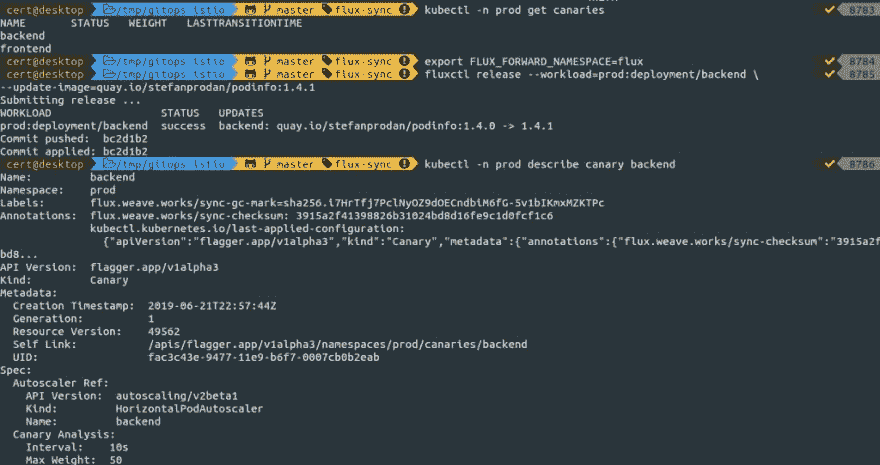 cert@desktop /tmp/gitops-istio master flux-sync kubectl -n prod get canaries 8783
NAME STATUS WEIGHT LASTTRANSITIONTIME
backend
frontend
cert@desktop /tmp/gitops-istio master flux-sync export FLUX_FORWARD_NAMESPACE=flux 8784
cert@desktop /tmp/gitops-istio master flux-sync fluxctl release --workload=prod:deployment/backend \ 8785
--update-image=quay.io/stefanprodan/podinfo:1.4.1
Submitting release ...
WORKLOAD STATUS UPDATES
prod:deployment/backend success backend: quay.io/stefanprodan/podinfo:1.4.0 -> 1.4.1
Commit pushed: bc2d1b2
Commit applied: bc2d1b2
cert@desktop /tmp/gitops-istio master flux-sync kubectl -n prod describe canary backend 8786
Name: backend
Namespace: prod
Labels: flux.weave.works/sync-gc-mark=sha256.i7HrTfj7PclNyOZ9dOECndbiM6fG-5v1bIKmxMZKTPc
Annotations: flux.weave.works/sync-checksum: 3915a2f41398826b31024bd8d16fe9c1d0fcf1c6
kubectl.kubernetes.io/last-applied-configuration:
{"apiVersion":"flagger.app/v1alpha3","kind":"Canary","metadata":{"annotations":{"flux.weave.works/sync-checksum":"3915a2f
bd8...
API Version: flagger.app/v1alpha3
Kind: Canary
Metadata:
Creation Timestamp: 2019-06-21T22:57:44Z
Generation: 1
Resource Version: 49562
Self Link: /apis/flagger.app/v1alpha3/namespaces/prod/canaries/backend
UID: fac3c43e-9477-11e9-b6f7-0007cb0b2eab
Spec:
Autoscaler Ref:
API Version: autoscaling/v2beta1
Kind: HorizontalPodAutoscaler
Name: backend
Canary Analysis:
Interval: 10s
Max Weight: 50